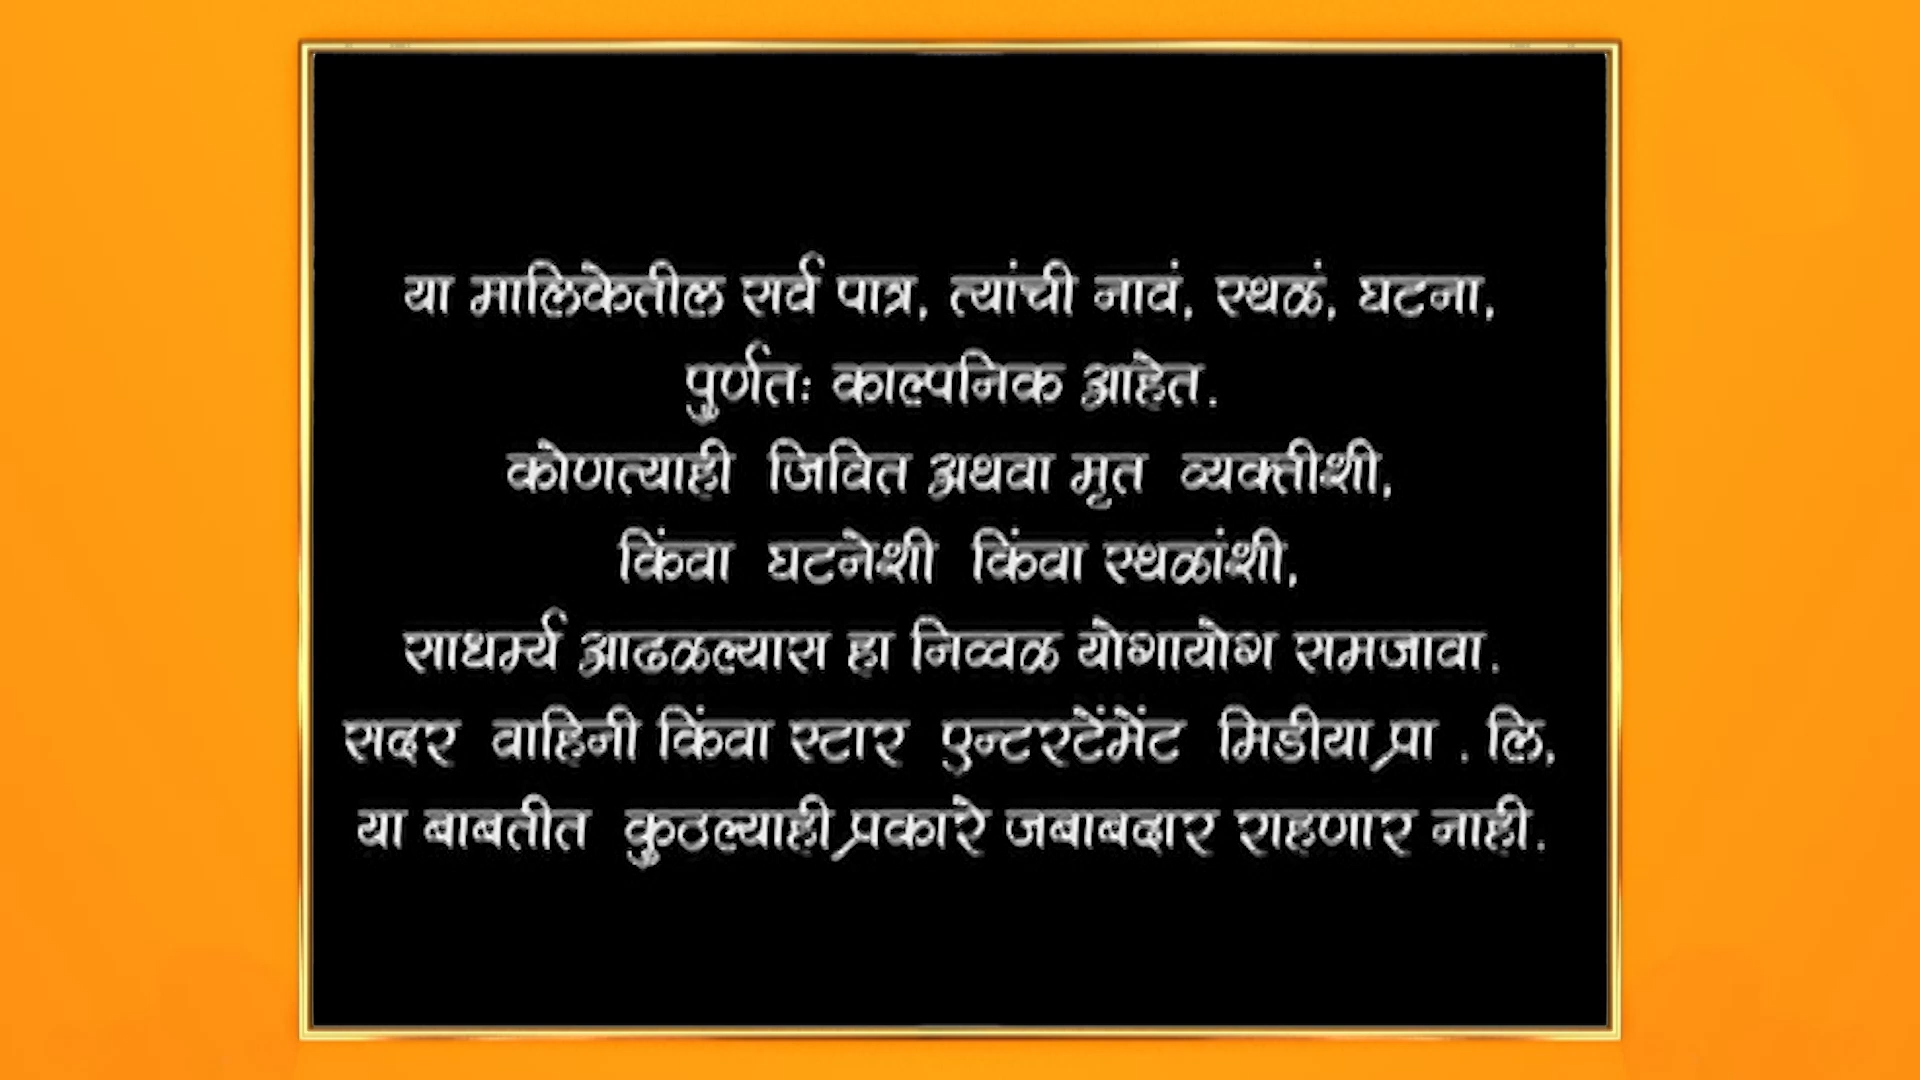 या मालिकेतील सर्व पात्र, त्यांची नावं, स्थळं, घटना,
पुर्णतः काल्पनिक आहेत.
कोणत्याही जिवित अथवा मृत व्यक्तीशी,
किंवा घटनेशी किंवा स्थळांशी,
साधर्म्य आढळल्यास हा निव्वळ योगायोग समजावा.
सदर वाहिनी किंवा स्टार एन्टरटेंमेंट मिडीया प्रा . लि,
या बाबतीत कुठल्याही प्रकारे जबाबदार राहणार नाही.